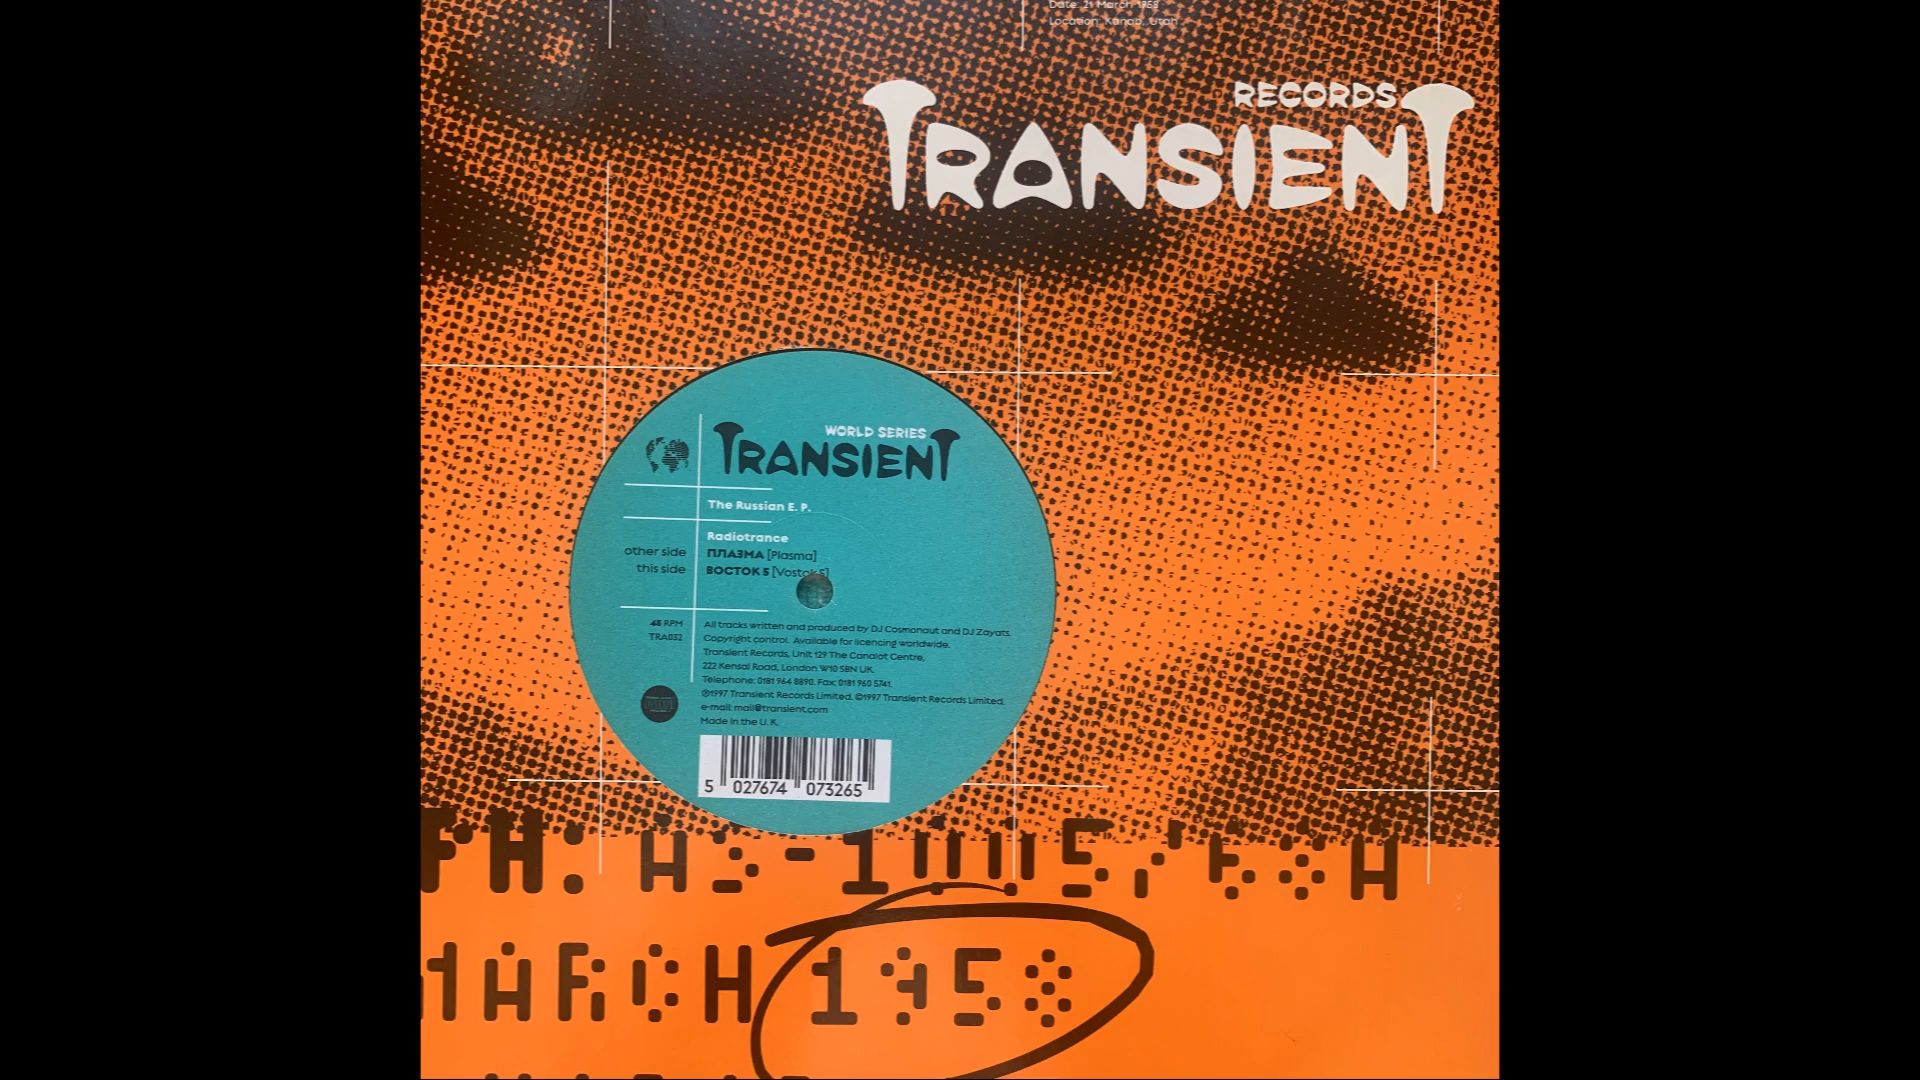 Date: 21 March 1958
Location: Kanab, Utah
RECORDS
TRANSIENT
WORLD SERIES
TRANSIENT
The Russian E. P.
Radiotrance
other side ПЛАЗМА [Plasma]
this side ВОСТОК 5 [Vostok 5]
45 RPM
TRA032
All tracks written and produced by DJ Cosmonaut and DJ Zayats.
Copyright control. Available for licencing worldwide.
Transient Records, Unit 129 The Canalot Centre,
222 Kensal Road, London W10 5BN UK.
Telephone: 0181 964 8890. Fax: 0181 960 5741.
℗1997 Transient Records Limited. ©1997 Transient Records Limited.
e-mail: mail@transient.com
Made in the U. K.
5 027674 073265
MARCH 1958